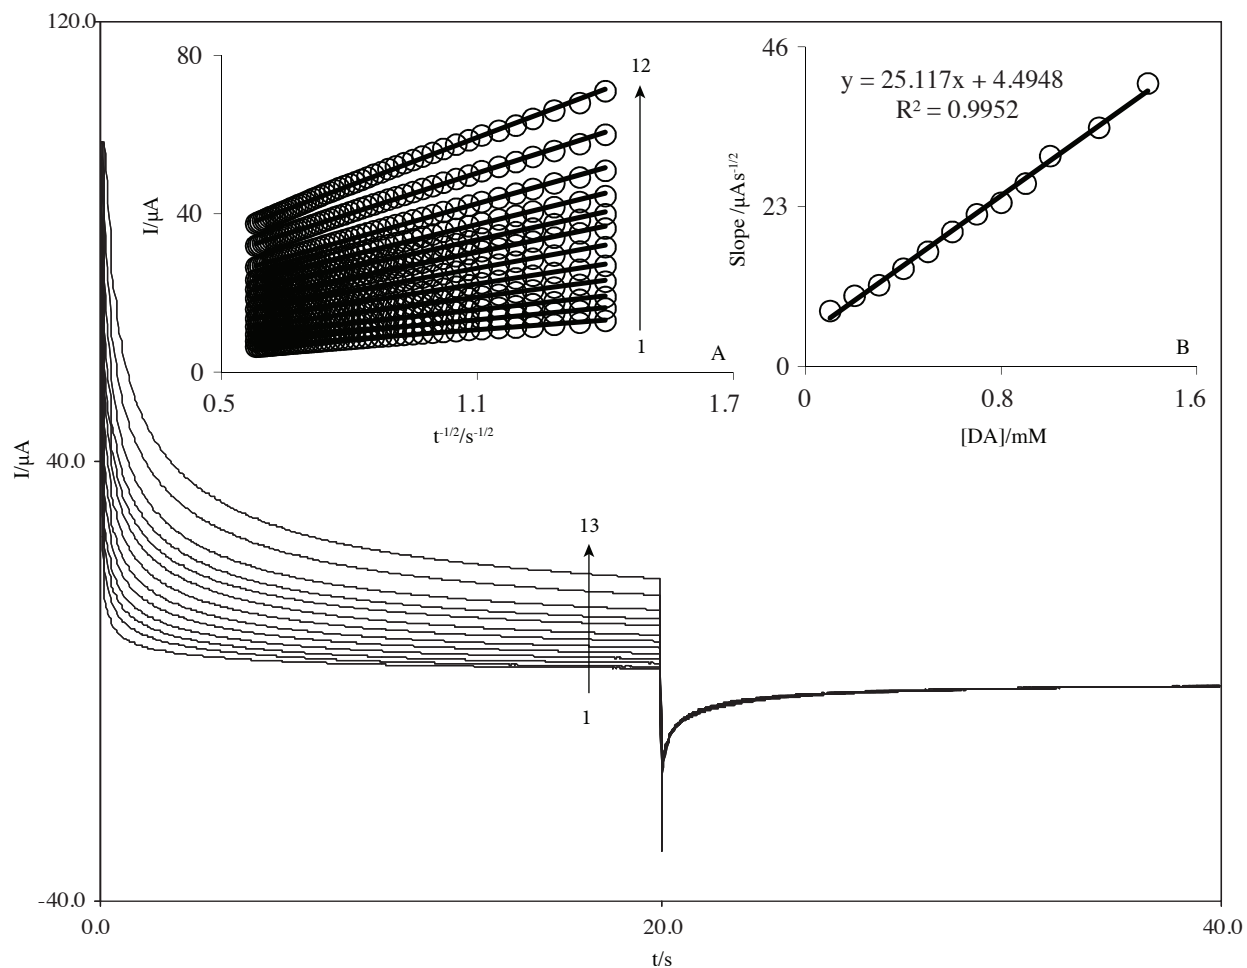 120.0
80
12
I/μA
40
1
A
0
0.5
1.1
1.7
t⁻¹/²/s⁻¹/²
46
y = 25.117x + 4.4948
R² = 0.9952
Slope /μAs⁻¹/²
23
B
0
0
0.8
1.6
[DA]/mM
I/μA
40.0
13
1
-40.0
0.0
20.0
40.0
t/s